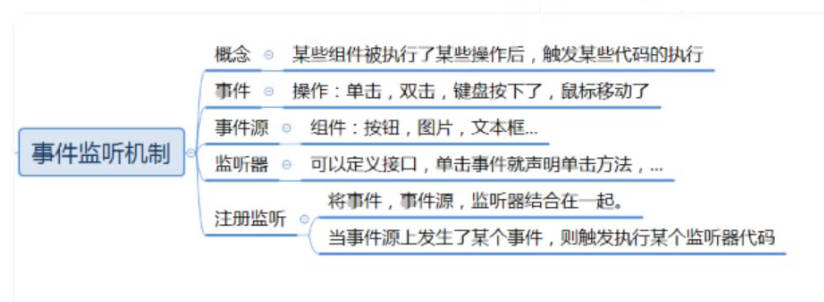 概念
某些组件被执行了某些操作后，触发某些代码的执行
事件
操作：单击，双击，键盘按下了，鼠标移动了
事件源
组件：按钮，图片，文本框...
事件监听机制
监听器
可以定义接口，单击事件就声明单击方法，...
注册监听
将事件，事件源，监听器结合在一起。
当事件源上发生了某个事件，则触发执行某个监听器代码